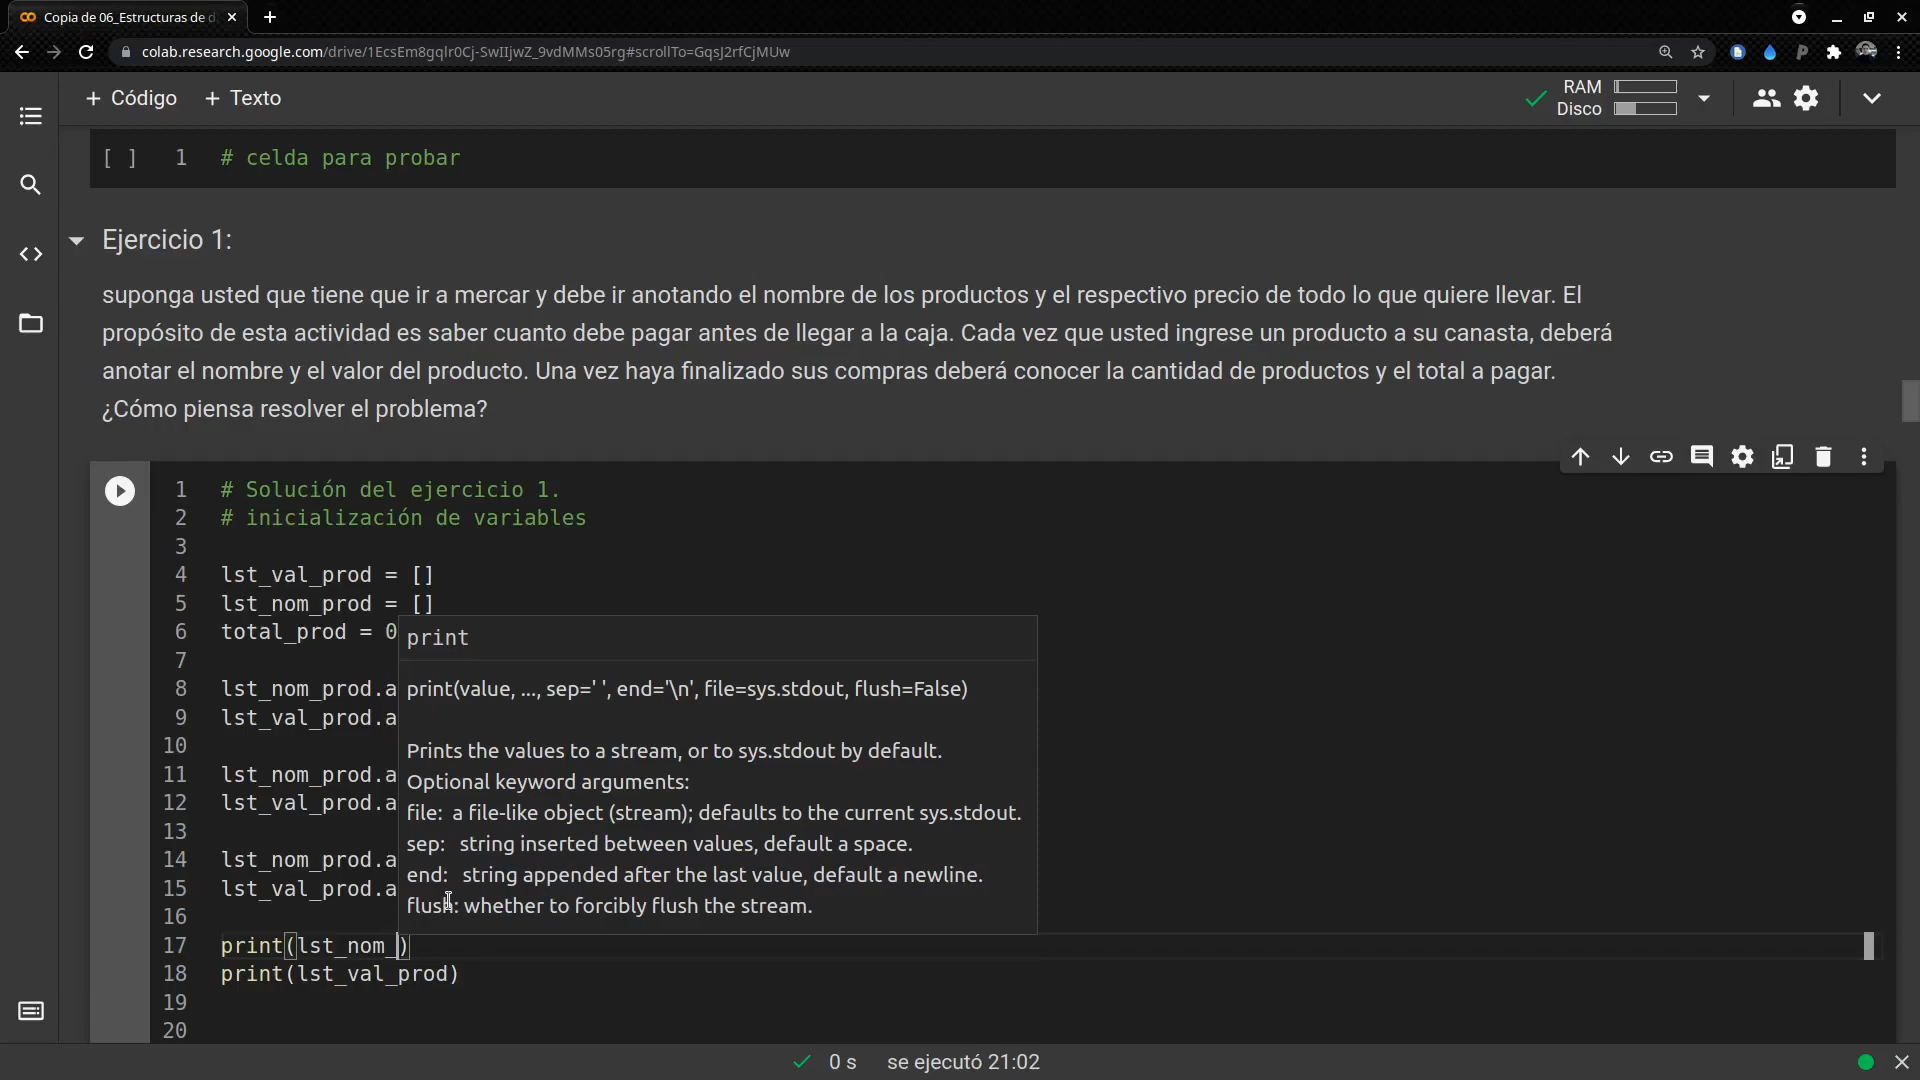 Copia de 06_Estructuras de d
colab.research.google.com/drive/1EcsEm8gqlr0Cj-SwIIjwZ_9vdMMs05rg#scrollTo=GqsJ2rfCjMUw
+ Código + Texto
RAM
Disco
[ ] 1 # celda para probar
Ejercicio 1:
suponga usted que tiene que ir a mercar y debe ir anotando el nombre de los productos y el respectivo precio de todo lo que quiere llevar. El
propósito de esta actividad es saber cuanto debe pagar antes de llegar a la caja. Cada vez que usted ingrese un producto a su canasta, deberá
anotar el nombre y el valor del producto. Una vez haya finalizado sus compras deberá conocer la cantidad de productos y el total a pagar.
¿Cómo piensa resolver el problema?
1 # Solución del ejercicio 1.
2 # inicialización de variables
3
4 lst_val_prod = []
5 lst_nom_prod = []
6 total_prod = 0
print
7
8 lst_nom_prod.a
print(value, ..., sep=' ', end='\n', file=sys.stdout, flush=False)
9 lst_val_prod.a
10
Prints the values to a stream, or to sys.stdout by default.
11 lst_nom_prod.a
Optional keyword arguments:
12 lst_val_prod.a
file: a file-like object (stream); defaults to the current sys.stdout.
13
sep: string inserted between values, default a space.
14 lst_nom_prod.a
end: string appended after the last value, default a newline.
15 lst_val_prod.a
flush: whether to forcibly flush the stream.
16
17 print(lst_nom_)
18 print(lst_val_prod)
19
20
0 s se ejecutó 21:02